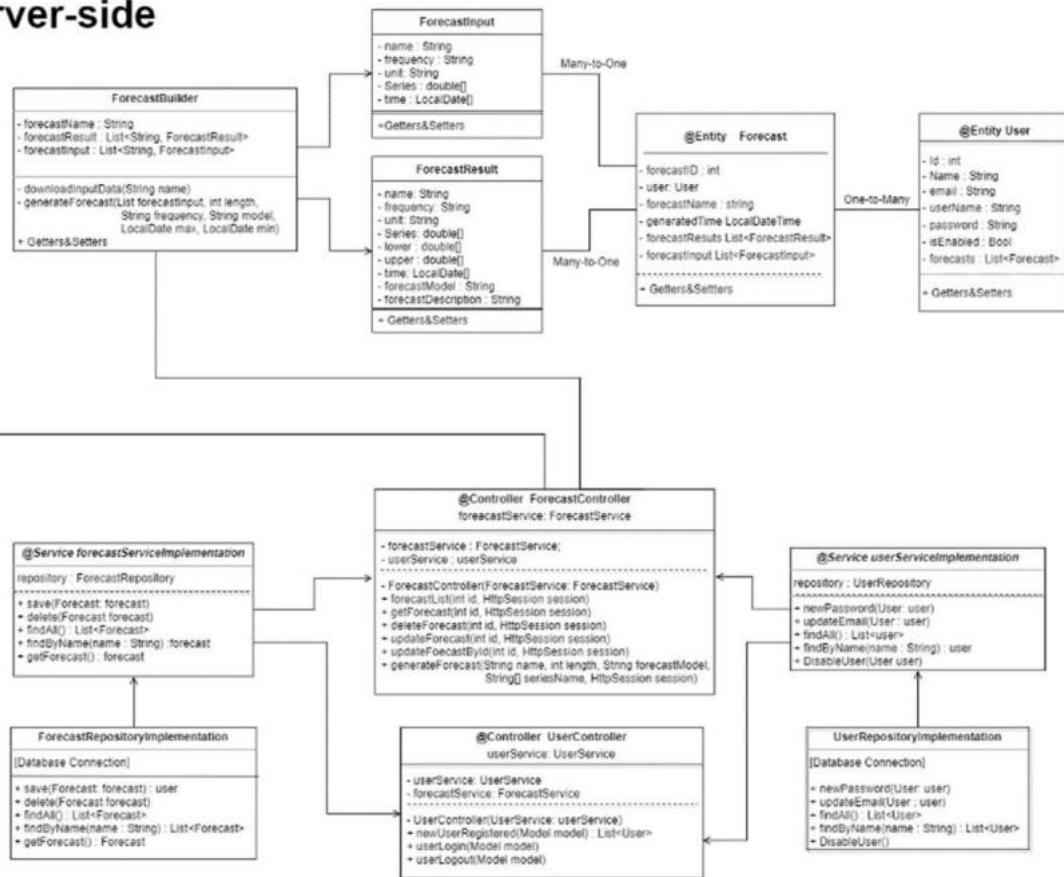 rver-side
ForecastInput
- name : String
- frequency : String
- unit: String
- Series : double[]
- time : LocalDate[]
+Getters&Setters
Many-to-One
ForecastBuilder
- forecastName : String
- forecastResult : List<String, ForecastResult>
- forecastInput : List<String, ForecastInput>
- downloadInputData(String name)
- generateForecast(List forecastInput, int length,
String frequency, String model,
LocalDate max, LocalDate min)
+ Getters&Setters
ForecastResult
- name: String
- frequency: String
- unit : String
- Series: double[]
- lower : double[]
- upper : double[]
- time: LocalDate[]
- forecastModel : String
- forecastDescription : String
+ Getters&Setters
Many-to-One
@Entity Forecast
- forecastID : int
- user: User
- forecastName : string
- generatedTime LocalDateTime
- forecastResuts List<ForecastResult>
- forecastInput List<ForecastInput>
+ Getters&Setters
One-to-Many
@Entity User
- Id : int
- Name : String
- email : String
- userName : String
- password : String
- isEnabled : Bool
- forecasts : List<Forecast>
+ Getters&Setters
@Controller ForecastController
foreacastService: ForecastService
- forecastService : ForecastService;
- userService : userService
- ForecastController(ForecastService: ForecastService)
+ forecastList(int id, HttpSession session)
+ getForecast(int id, HttpSession session)
+ deleteForecast(int id, HttpSession session)
+ updateForecast(int id, HttpSession session)
+ updateFoecastById(int id, HttpSession session)
+ generateForecast(String name, int length, String forecastModel,
String[] seriesName, HttpSession session)
@Service forecastServiceImplementation
repository : ForecastRepository
+ save(Forecast: forecast)
+ delete(Forecast forecast)
+ findAll() : List<Forecast>
+ findByName(name : String) :forecast
+ getForecast() : forecast
@Service userServiceImplementation
repository : UserRepository
+ newPassword(User: user)
+ updateEmail(User : user)
+ findAll() : List<user>
+ findByName(name : String) : user
+ DisableUser(User user)
ForecastRepositoryImplementation
[Database Connection]
+ save(Forecast: forecast) : user
+ delete(Forecast forecast)
+ findAll() : List<Forecast>
+ findByName(name : String) : List<Forecast>
+ getForecast() : Forecast
@Controller UserController
userService: UserService
- userService: UserService
- forecastService : ForecastService
- UserController(UserService: userService)
+ newUserRegistered(Model model) : List<User>
+ userLogin(Model model)
+ userLogout(Model model)
UserRepositoryImplementation
[Database Connection]
+ newPassword(User: user)
+ updateEmail(User : user)
+ findAll() : List<User>
+ findByName(name : String) : List<User>
+ DisableUser()